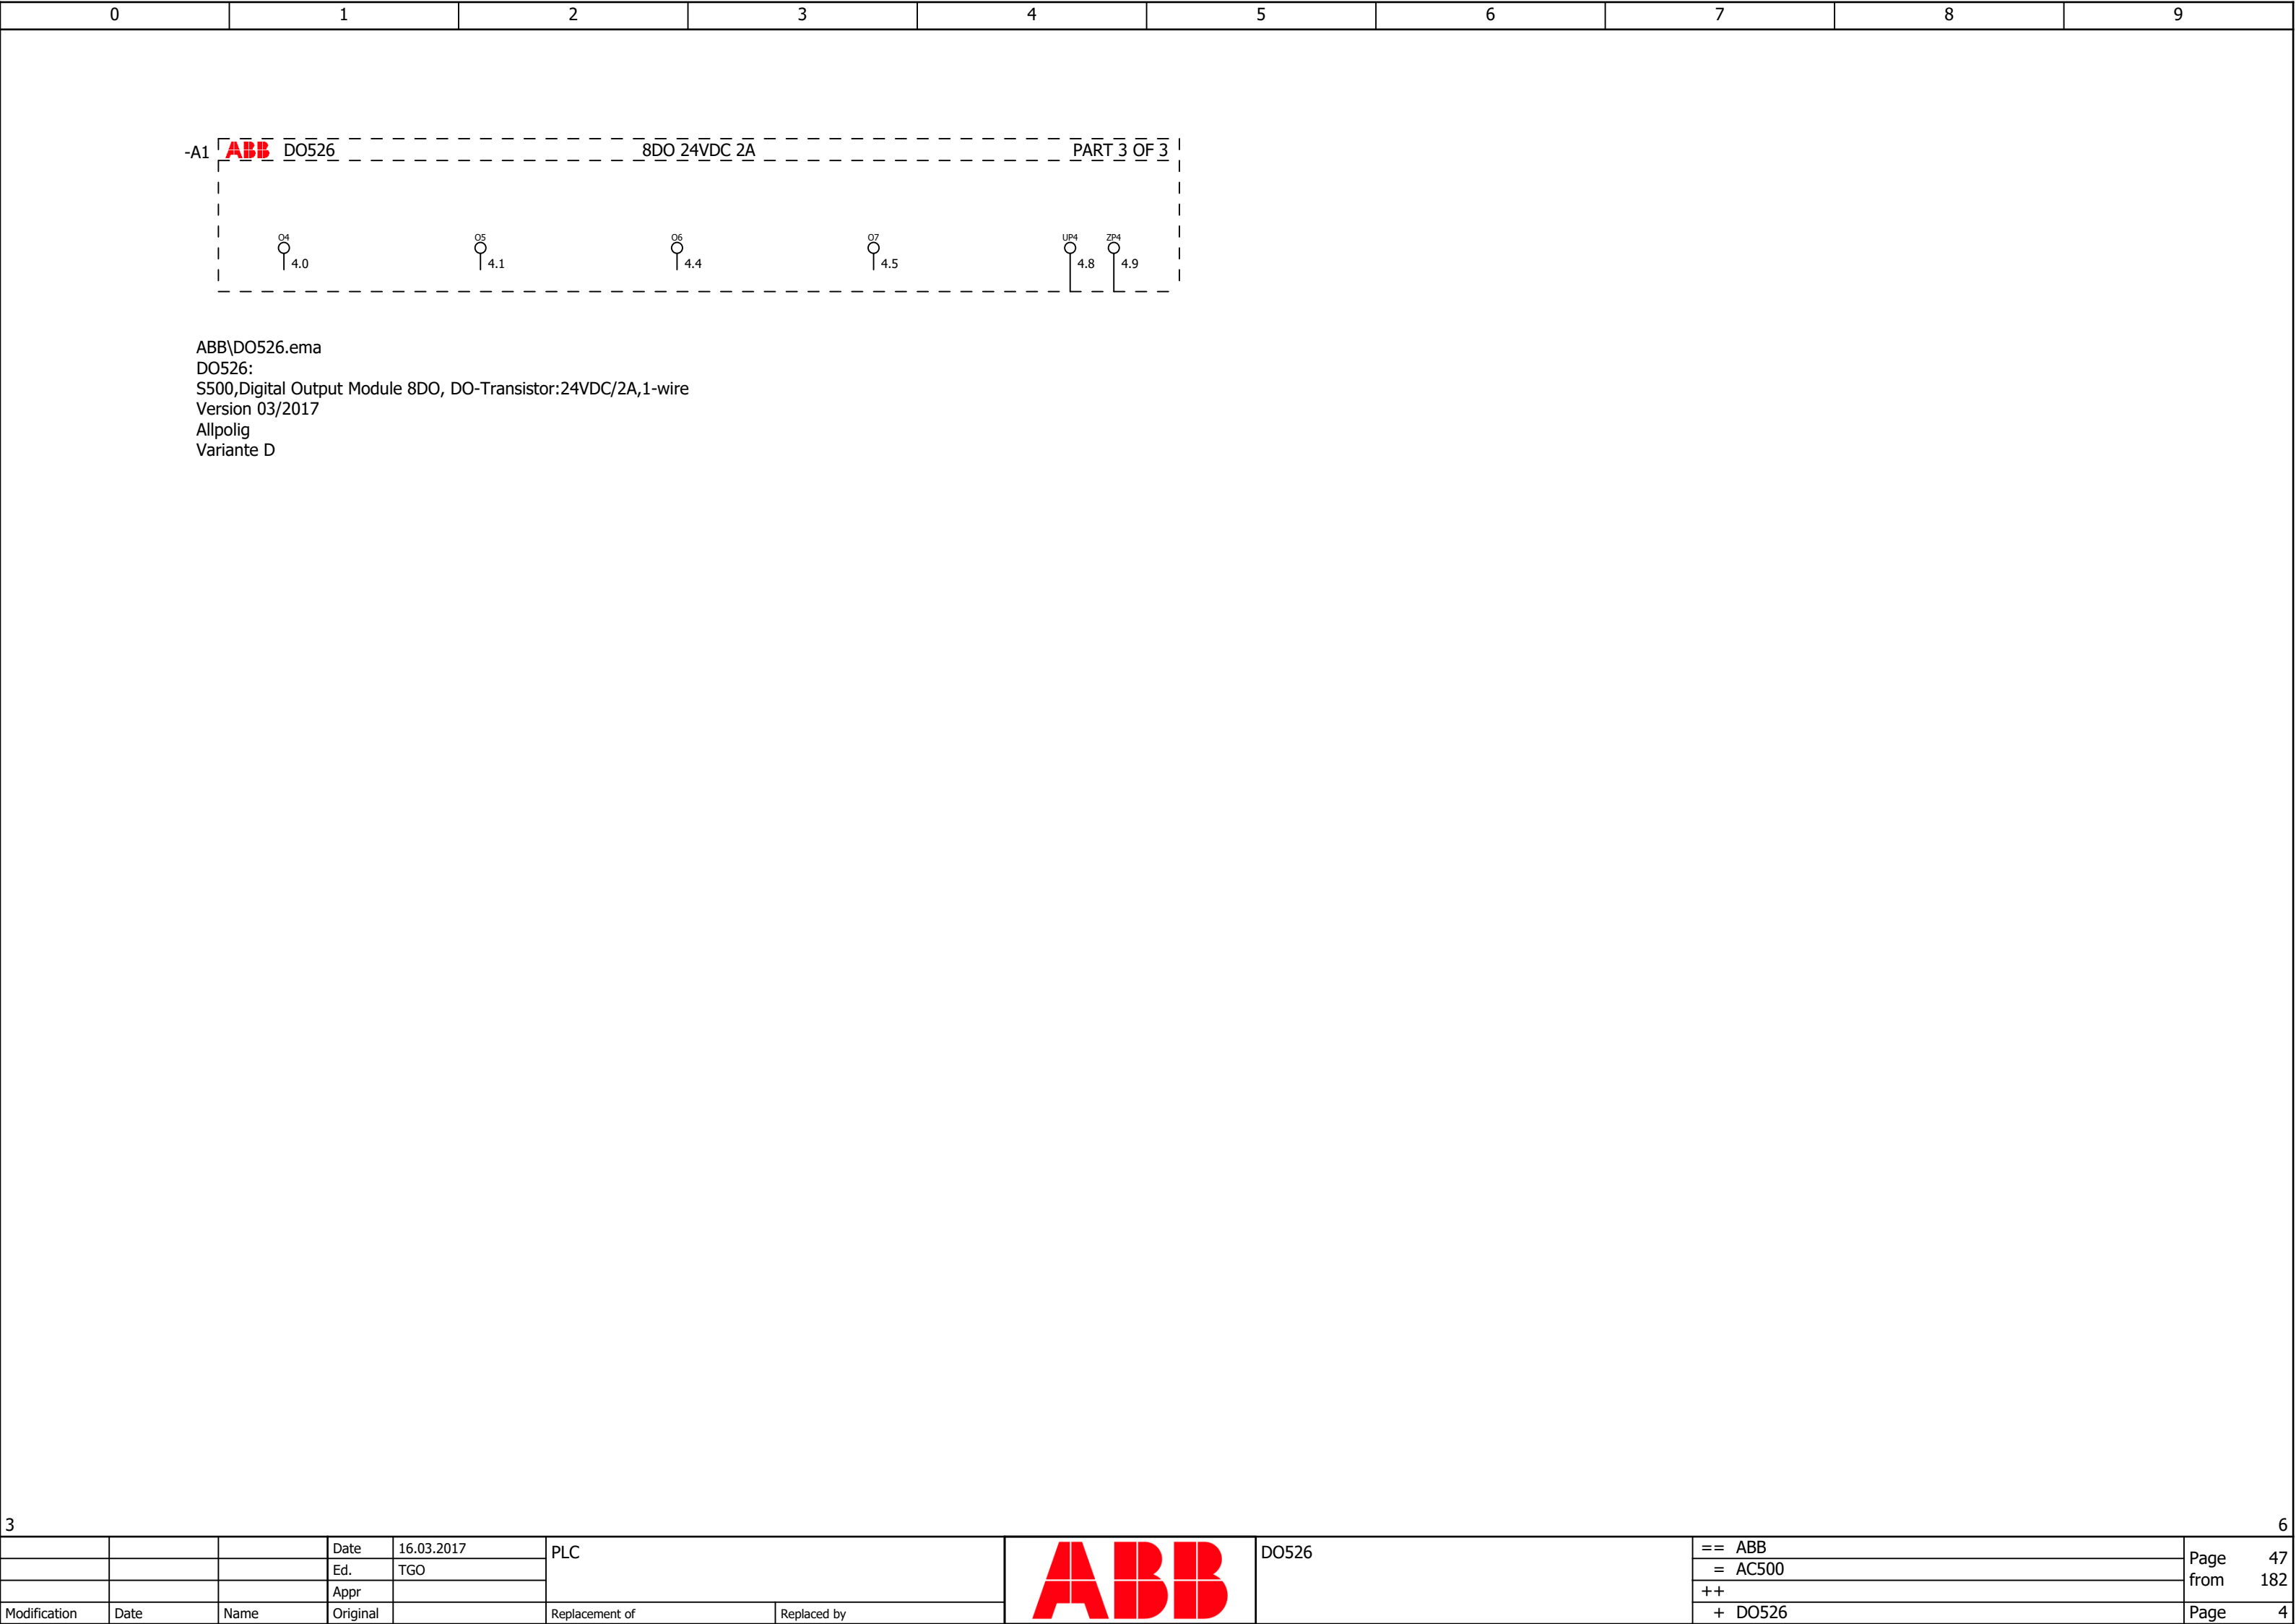 0 1 2 3 4 5 6 7 8 9
-A1 ABB DO526 8DO 24VDC 2A PART 3 OF 3
O4 O5 O6 O7 UP4 ZP4
4.0 4.1 4.4 4.5 4.8 4.9
ABB\DO526.ema
DO526:
S500,Digital Output Module 8DO, DO-Transistor:24VDC/2A,1-wire
Version 03/2017
Allpolig
Variante D
3 6
Date 16.03.2017 PLC ABB DO526 == ABB Page 47
Ed. TGO = AC500 from 182
Appr ++
Modification Date Name Original Replacement of Replaced by + DO526 Page 4